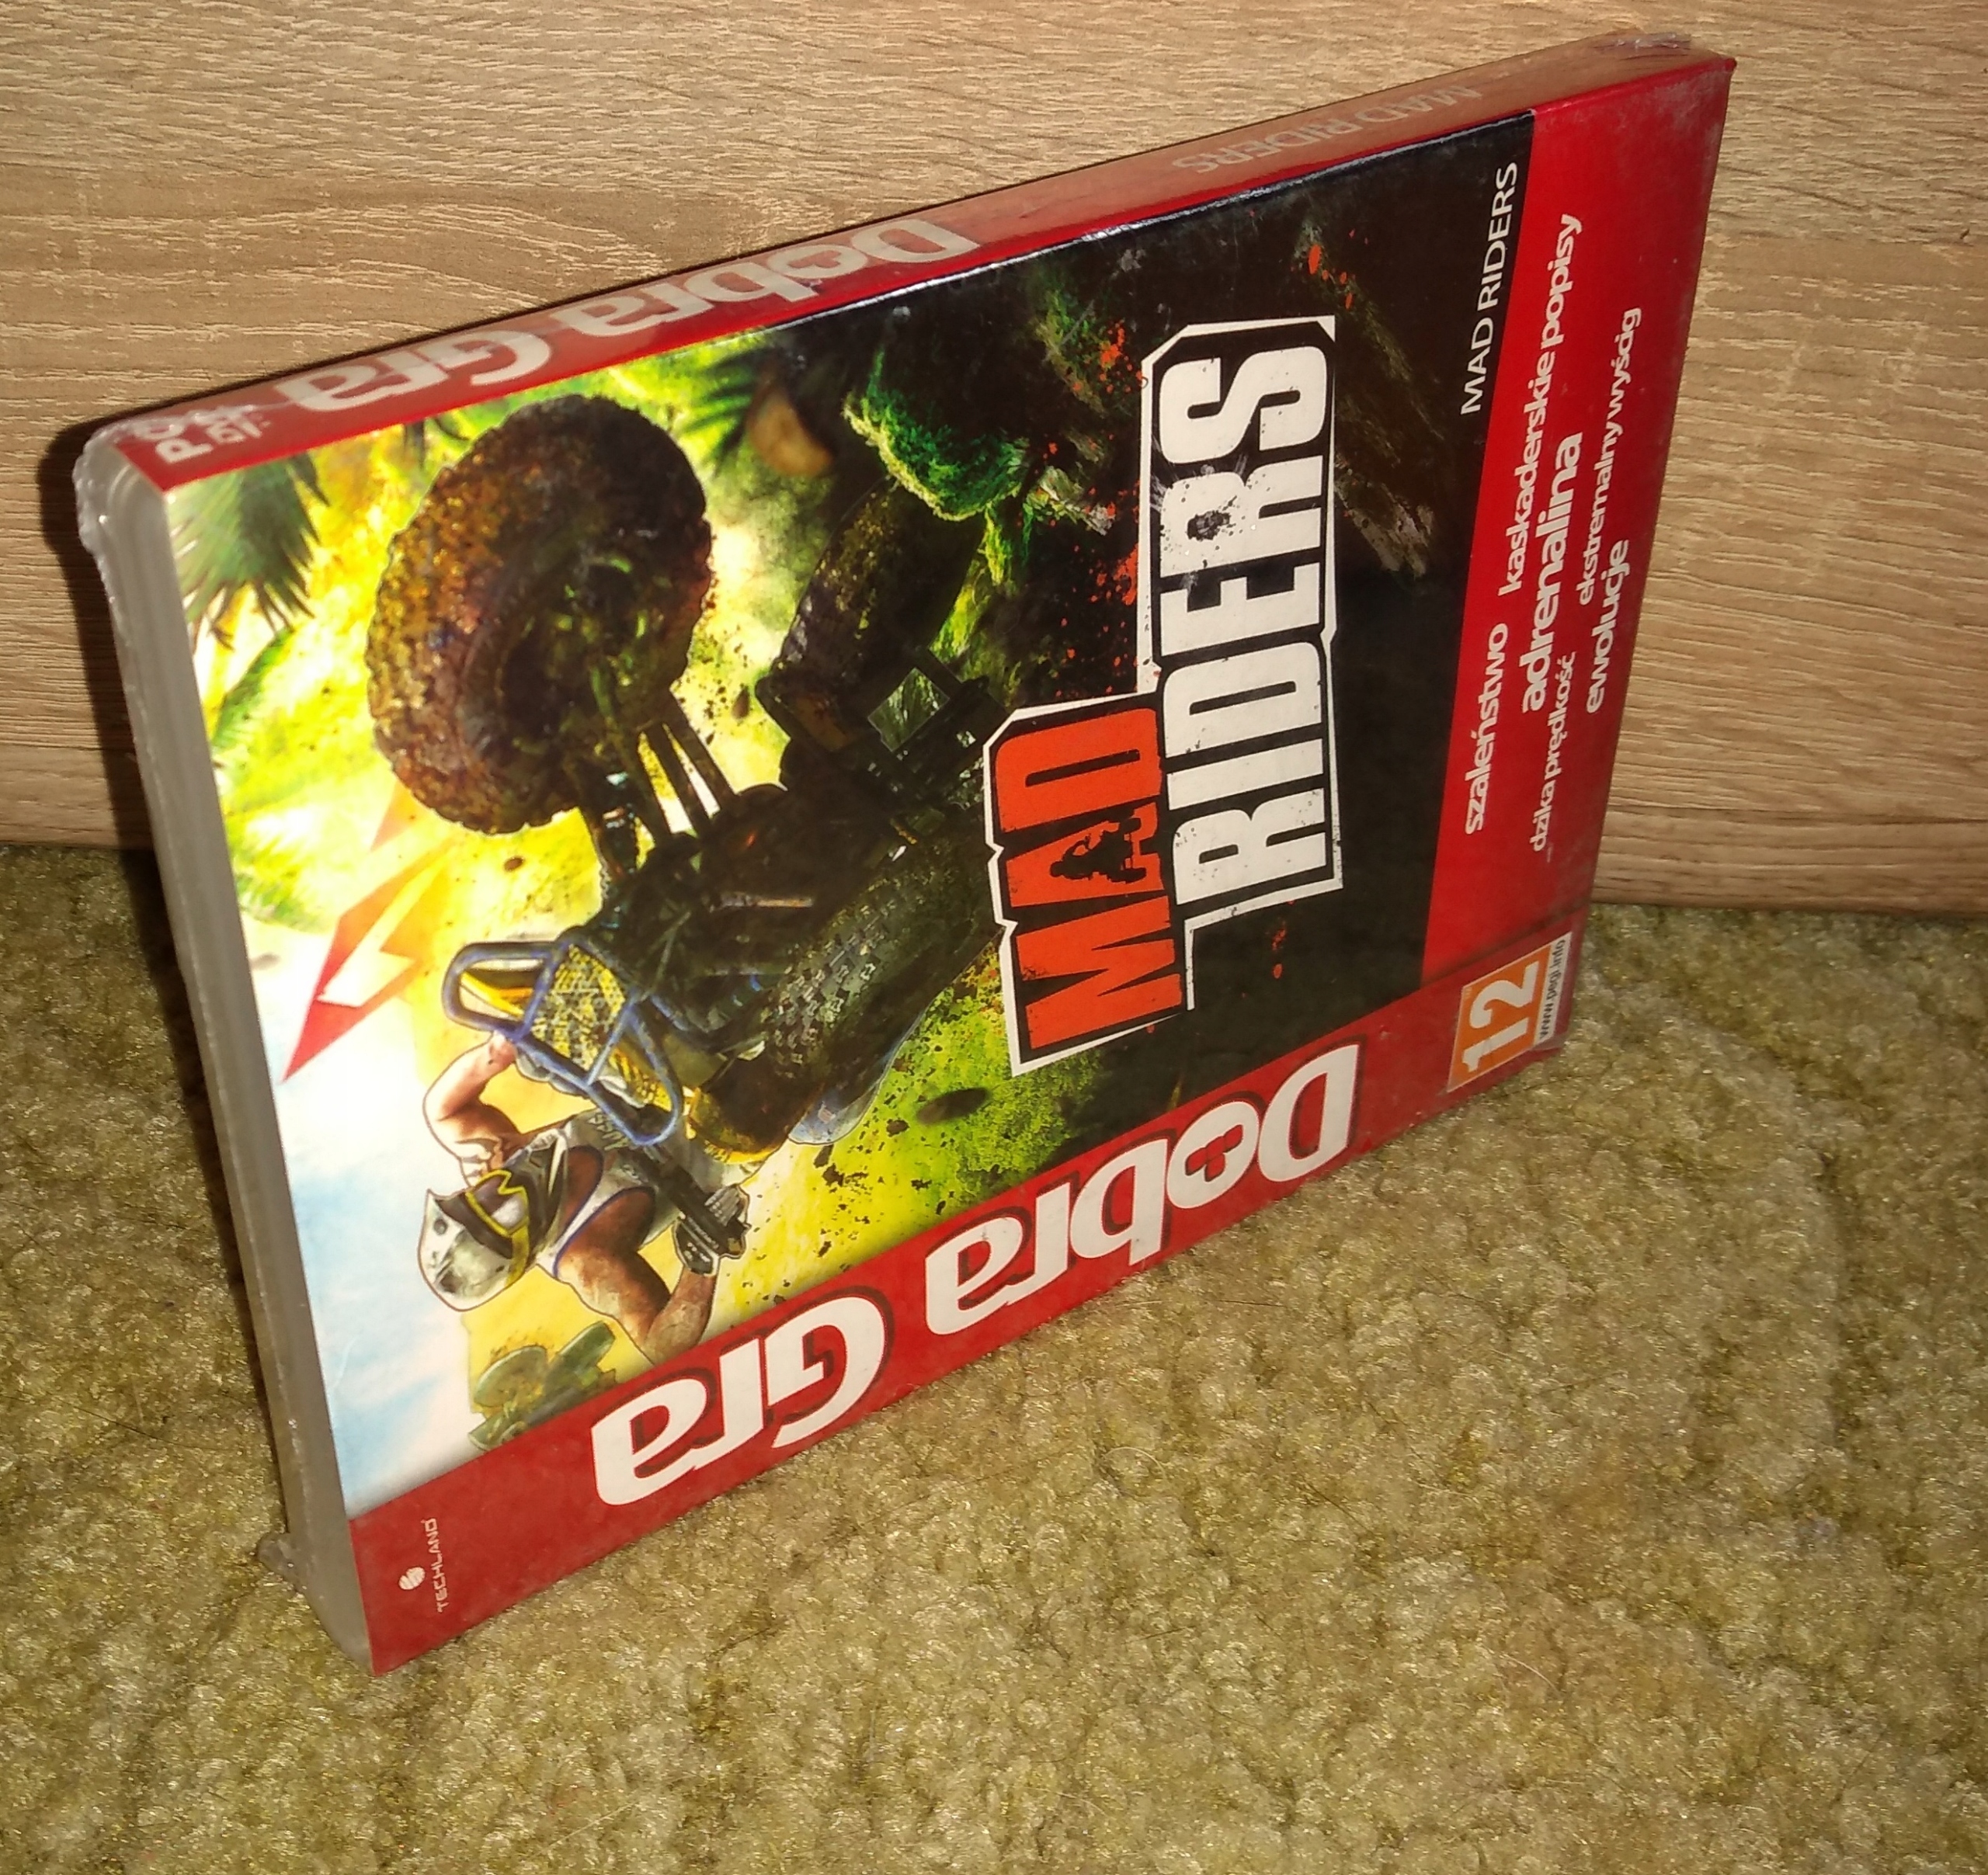 MAD RIDERS
Dobra Gra
PC
MAD
RIDERS
MAD RIDERS
szaleństwo kaskaderskie popisy
adrenalina
dzika prędkość ekstremalny wyścig
ewolucje
12
www.pegi.info
Dobra Gra
TECHLAND